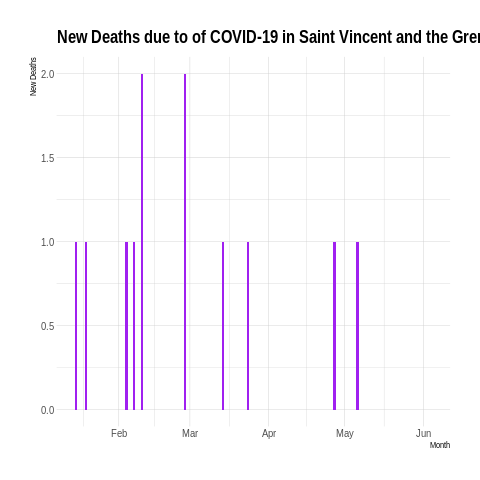 New Deaths due to of COVID-19 in Saint Vincent and the Gren
New Deaths
2.0
1.5
1.0
0.5
0.0
Feb Mar Apr May Jun
Month